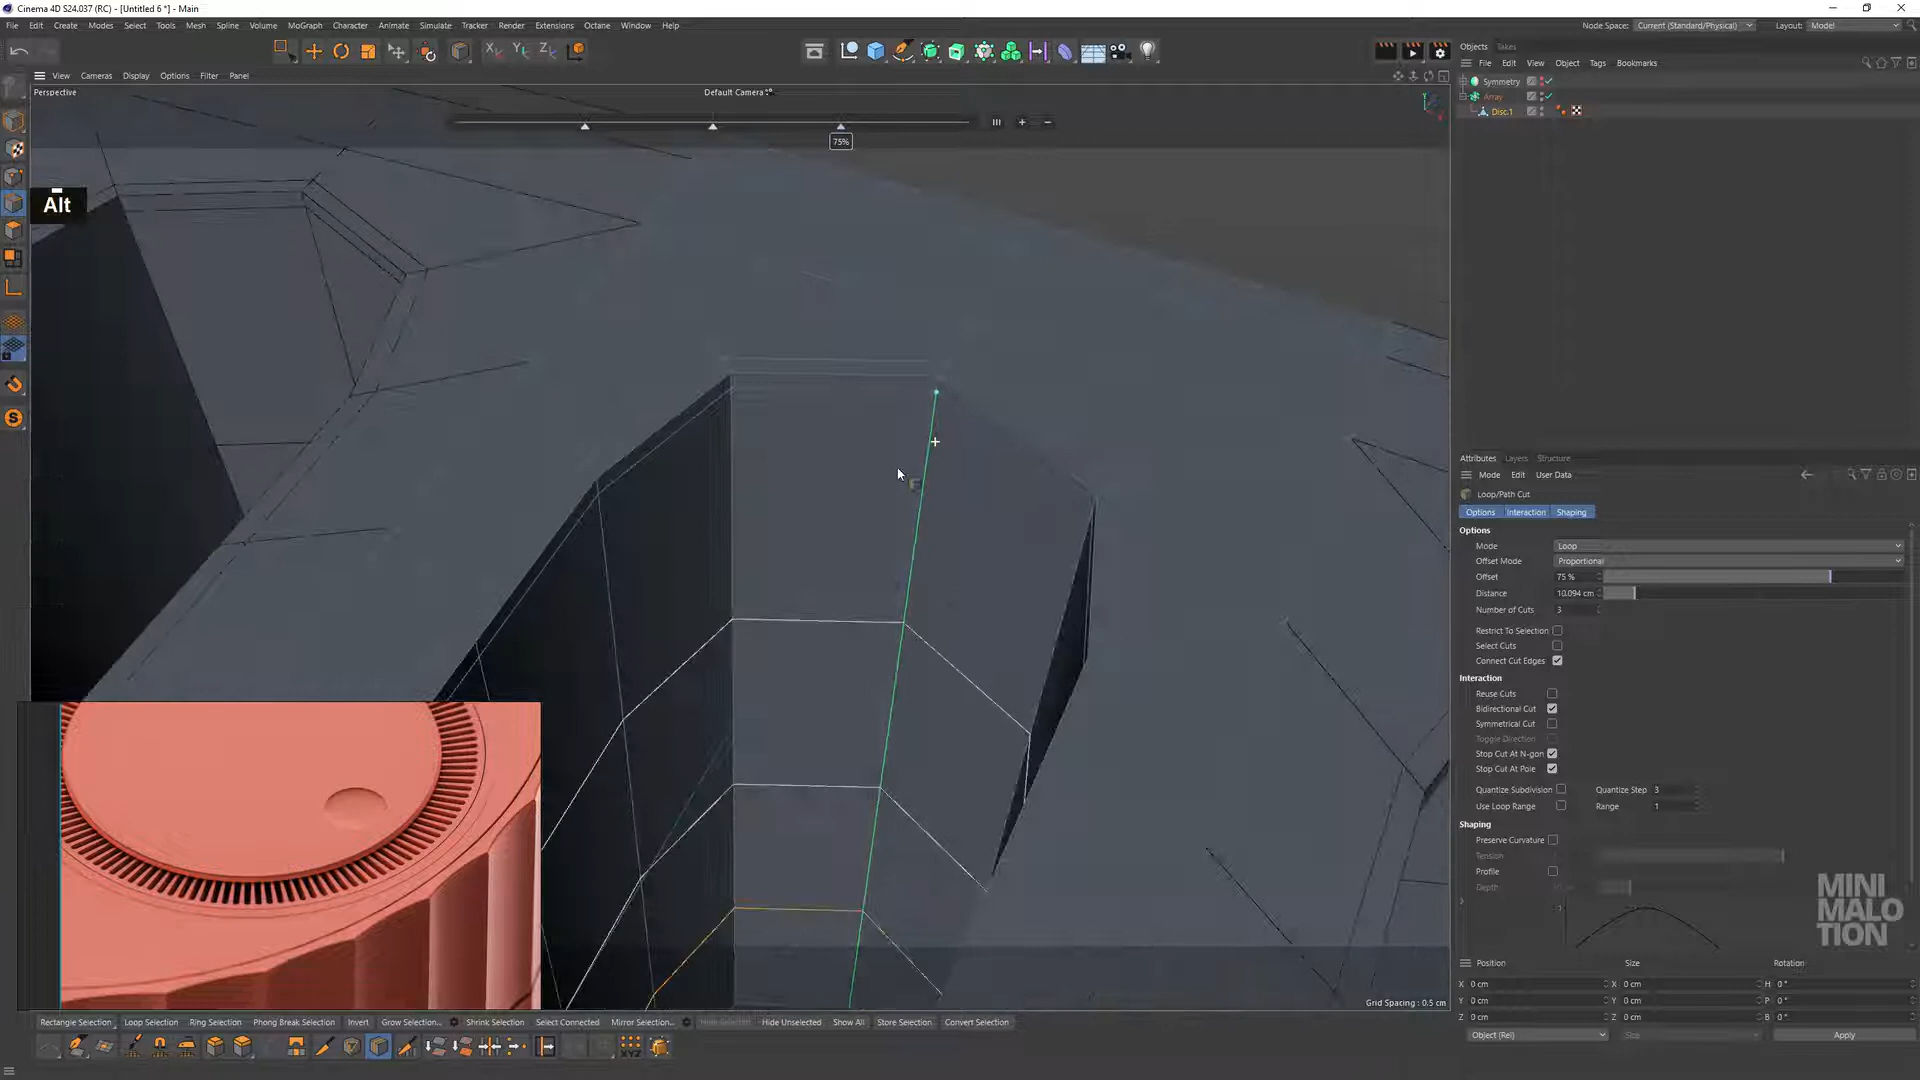 Cinema 4D S24.037 (RC) - [Untitled 6 *] - Main
File Edit Create Modes Select Tools Mesh Spline Volume MoGraph Character Animate Simulate Tracker Render Extensions Octane Window Help
Node Space: Current (Standard/Physical) Layout: Model
Objects Takes
File Edit View Object Tags Bookmarks
View Cameras Display Options Filter Panel
Perspective
Default Camera
75%
Symmetry
Array
Disc.1
Alt
Attributes Layers Structure
Mode Edit User Data
Loop/Path Cut
Options Interaction Shaping
Options
Mode Loop
Offset Mode Proportional
Offset 75 %
Distance 10.094 cm
Number of Cuts 3
Restrict To Selection
Select Cuts
Connect Cut Edges
Interaction
Reuse Cuts
Bidirectional Cut
Symmetrical Cut
Toggle Direction
Stop Cut At N-gon
Stop Cut At Pole
Quantize Subdivision Quantize Step 3
Use Loop Range Range 1
Shaping
Preserve Curvature
Tension
Profile
Depth
MINI
MALO
TION
Position Size Rotation
X 0 cm X 0 cm H 0 °
Y 0 cm Y 0 cm P 0 °
Z 0 cm Z 0 cm B 0 °
Object (Rel) Size Apply
Grid Spacing : 0.5 cm
Rectangle Selection Loop Selection Ring Selection Phong Break Selection Invert Grow Selection... Shrink Selection Select Connected Mirror Selection... Hide Selected Hide Unselected Show All Store Selection Convert Selection